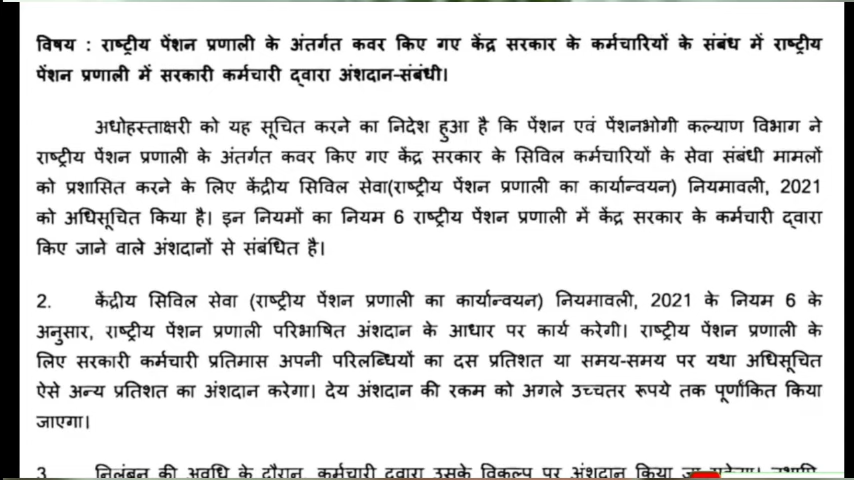 विषय : राष्ट्रीय पेंशन प्रणाली के अंतर्गत कवर किए गए केंद्र सरकार के कर्मचारियों के संबंध में राष्ट्रीय
पेंशन प्रणाली में सरकारी कर्मचारी द्वारा अंशदान-संबंधी।
अधोहस्ताक्षरी को यह सूचित करने का निदेश हुआ है कि पेंशन एवं पेंशनभोगी कल्याण विभाग ने
राष्ट्रीय पेंशन प्रणाली के अंतर्गत कवर किए गए केंद्र सरकार के सिविल कर्मचारियों के सेवा संबंधी मामलों
को प्रशासित करने के लिए केंद्रीय सिविल सेवा(राष्ट्रीय पेंशन प्रणाली का कार्यान्वयन) नियमावली, 2021
को अधिसूचित किया है। इन नियमों का नियम 6 राष्ट्रीय पेंशन प्रणाली में केंद्र सरकार के कर्मचारी द्वारा
किए जाने वाले अंशदानों से संबंधित है।
2. केंद्रीय सिविल सेवा (राष्ट्रीय पेंशन प्रणाली का कार्यान्वयन) नियमावली, 2021 के नियम 6 के
अनुसार, राष्ट्रीय पेंशन प्रणाली परिभाषित अंशदान के आधार पर कार्य करेगी। राष्ट्रीय पेंशन प्रणाली के
लिए सरकारी कर्मचारी प्रतिमास अपनी परिलब्धियों का दस प्रतिशत या समय-समय पर यथा अधिसूचित
ऐसे अन्य प्रतिशत का अंशदान करेगा। देय अंशदान की रकम को अगले उच्चतर रूपये तक पूर्णांकित किया
जाएगा।
3. निलंबन की अवधि के दौरान, कर्मचारी द्वारा उसके विकल्प पर अंशदान किया